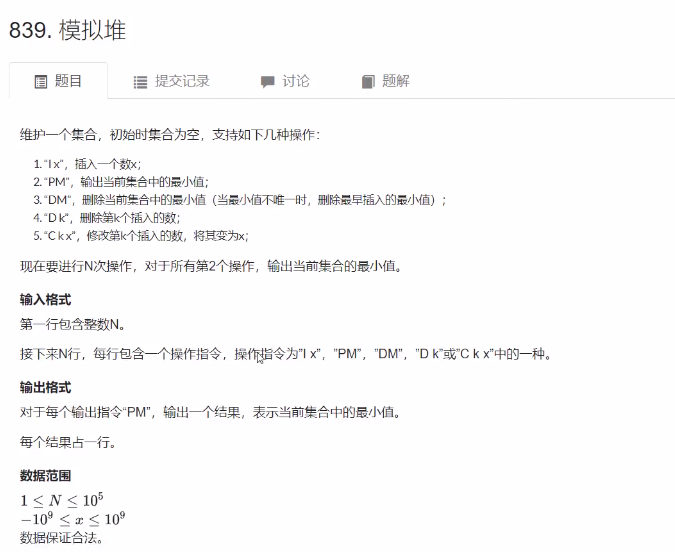 839. 模拟堆
题目 提交记录 讨论 题解
维护一个集合，初始时集合为空，支持如下几种操作：
1. "I x"，插入一个数x；
2. "PM"，输出当前集合中的最小值；
3. "DM"，删除当前集合中的最小值（当最小值不唯一时，删除最早插入的最小值）；
4. "D k"，删除第k个插入的数；
5. "C k x"，修改第k个插入的数，将其变为x；
现在要进行N次操作，对于所有第2个操作，输出当前集合的最小值。
输入格式
第一行包含整数N。
接下来N行，每行包含一个操作指令，操作指令为"I x"，"PM"，"DM"，"D k"或"C k x"中的一种。
输出格式
对于每个输出指令"PM"，输出一个结果，表示当前集合中的最小值。
每个结果占一行。
数据范围
1 ≤ N ≤ 10⁵
−10⁹ ≤ x ≤ 10⁹
数据保证合法。